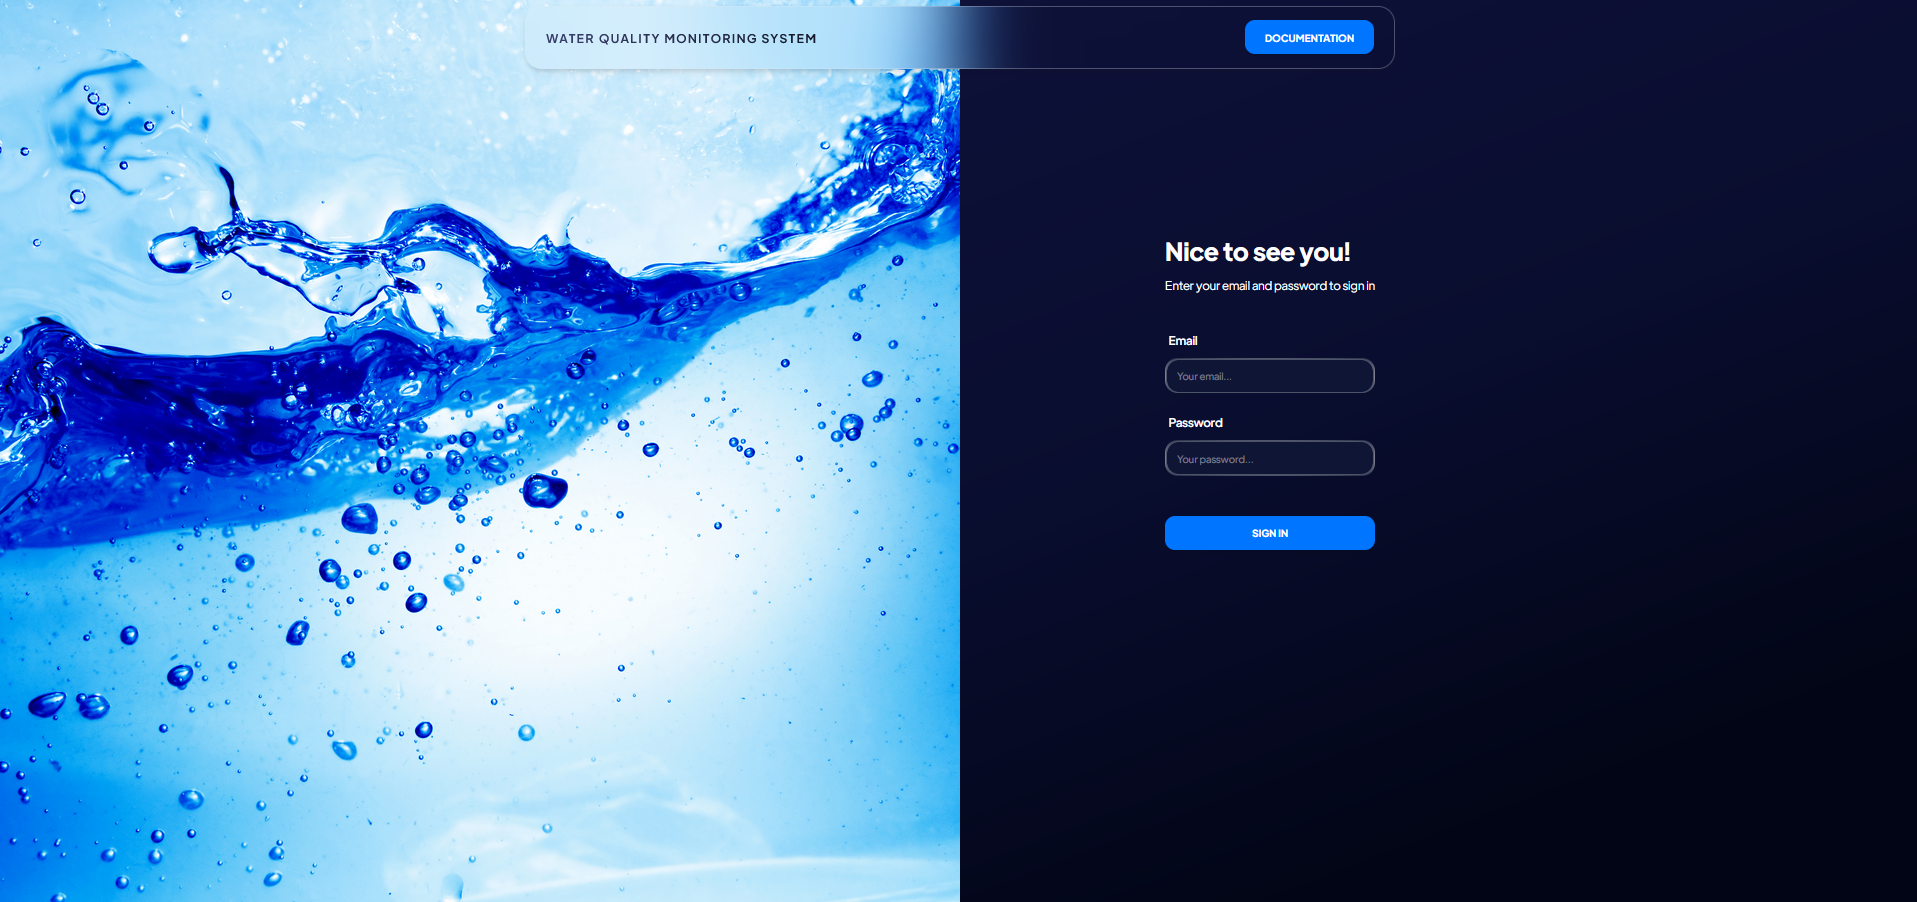 WATER QUALITY MONITORING SYSTEM
DOCUMENTATION
Nice to see you!
Enter your email and password to sign in
Email
Your email...
Password
Your password...
SIGN IN